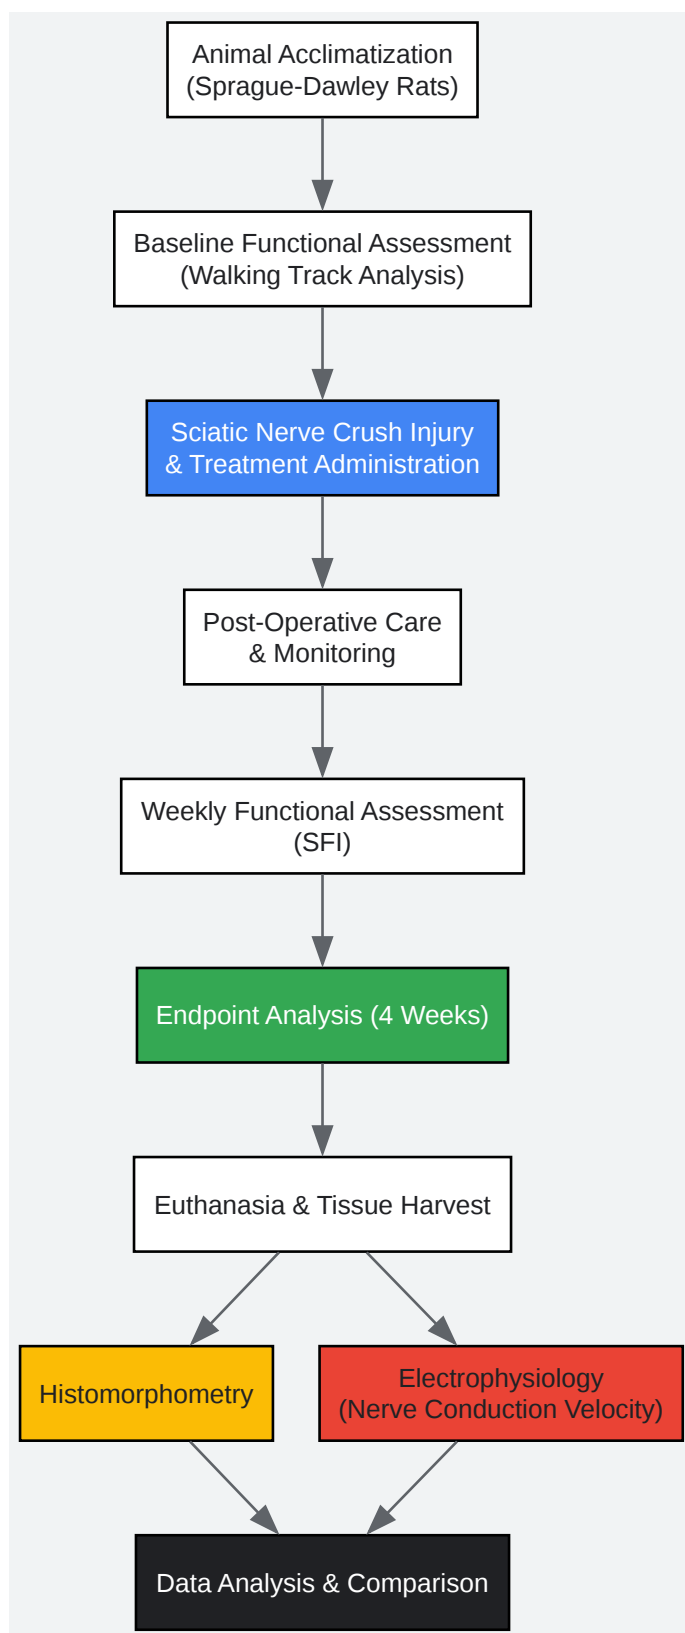 Animal Acclimatization
(Sprague-Dawley Rats)
Baseline Functional Assessment
(Walking Track Analysis)
Sciatic Nerve Crush Injury
& Treatment Administration
Post-Operative Care
& Monitoring
Weekly Functional Assessment
(SFI)
Endpoint Analysis (4 Weeks)
Euthanasia & Tissue Harvest
Histomorphometry
Electrophysiology
(Nerve Conduction Velocity)
Data Analysis & Comparison